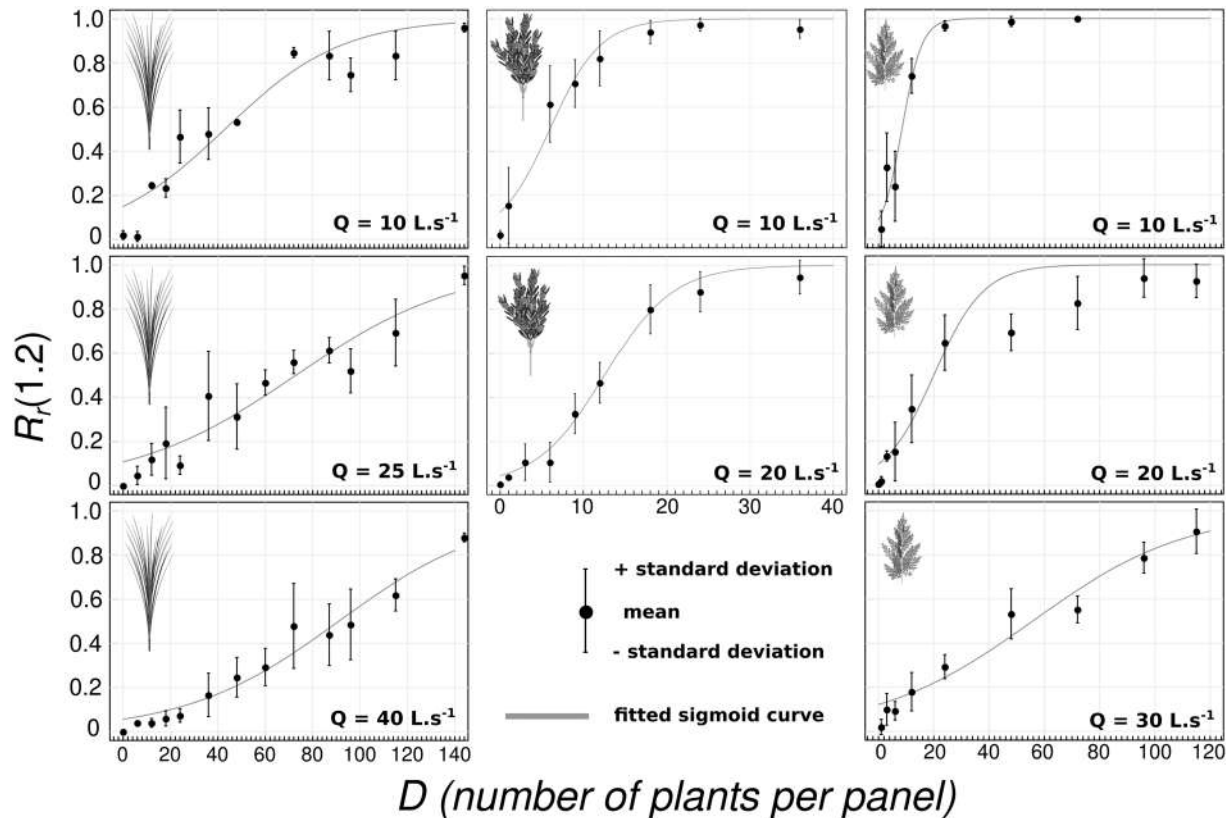 1.0
0.8
0.6
0.4
0.2
0
Q = 10 L.s⁻¹
Q = 10 L.s⁻¹
Q = 10 L.s⁻¹
1.0
0.8
0.6
0.4
0.2
0
Q = 25 L.s⁻¹
Q = 20 L.s⁻¹
Q = 20 L.s⁻¹
0 10 20 30 40
Rᵣ(1.2)
1.0
0.8
0.6
0.4
0.2
0
Q = 40 L.s⁻¹
+ standard deviation
mean
- standard deviation
fitted sigmoid curve
Q = 30 L.s⁻¹
0 20 40 60 80 100 120 140
0 20 40 60 80 100 120
D (number of plants per panel)